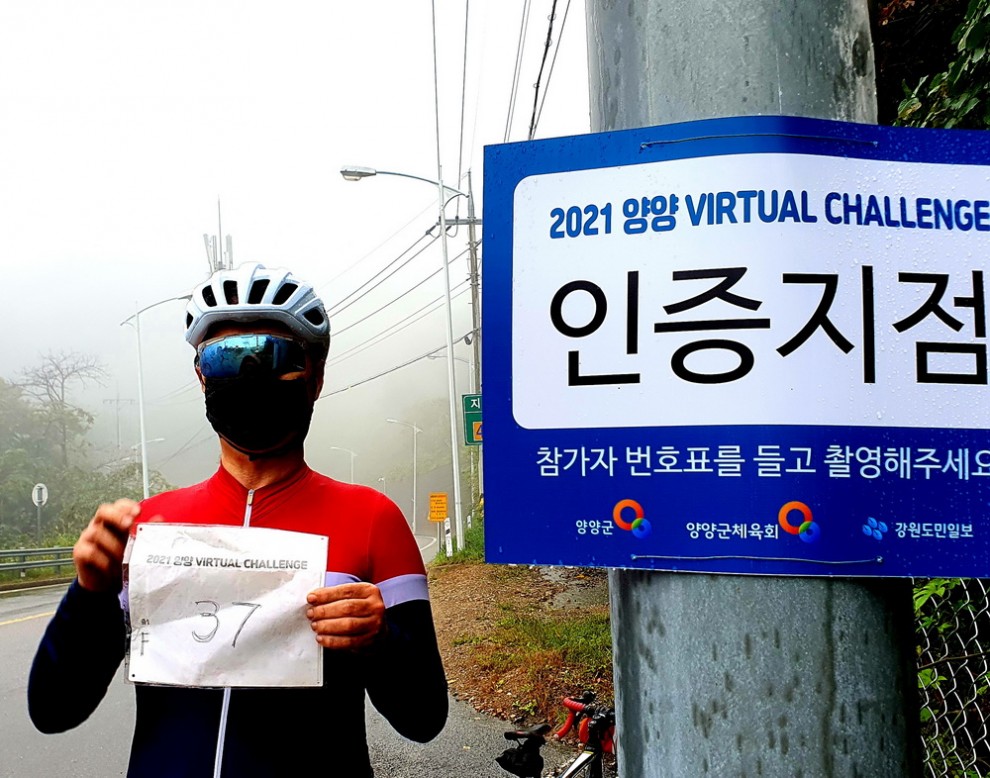 2021 양양 VIRTUAL CHALLENGE
인증지점
참가자 번호표를 들고 촬영해주세요
양양군 양양군체육회 강원도민일보
2021 양양 VIRTUAL CHALLENGE
37
F
지